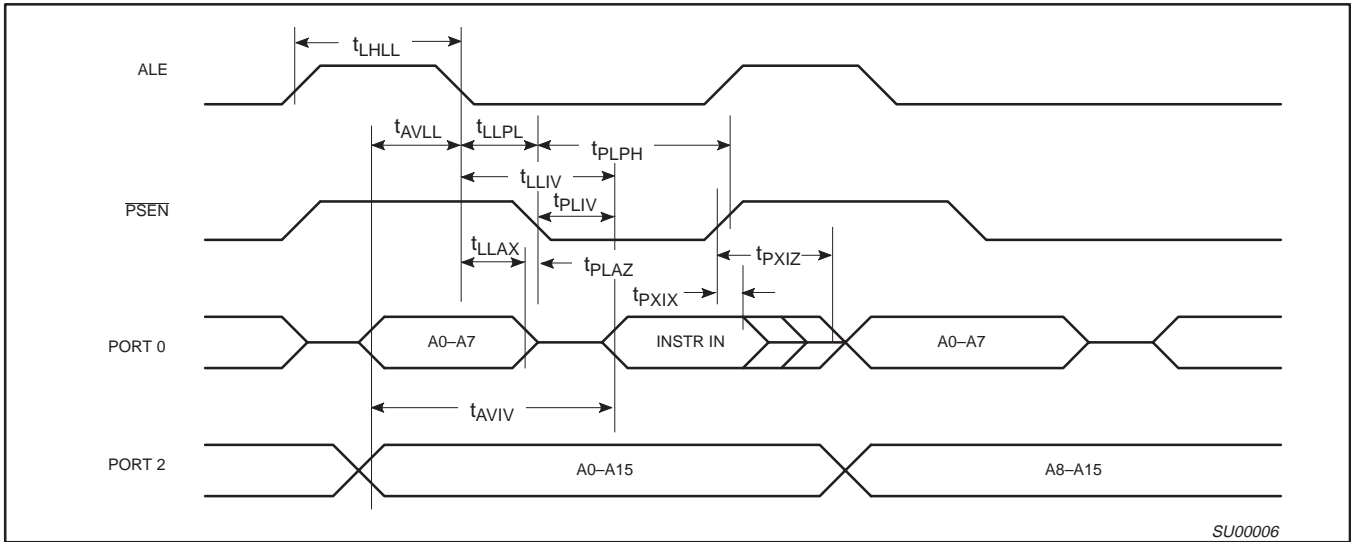 tLHLL
ALE
tAVLL
tLLPL
tPLPH
tLLIV
PSEN
tPLIV
tLLAX
tPLAZ
tPXIZ
tPXIX
PORT 0
A0–A7
INSTR IN
A0–A7
tAVIV
PORT 2
A0–A15
A8–A15
SU00006